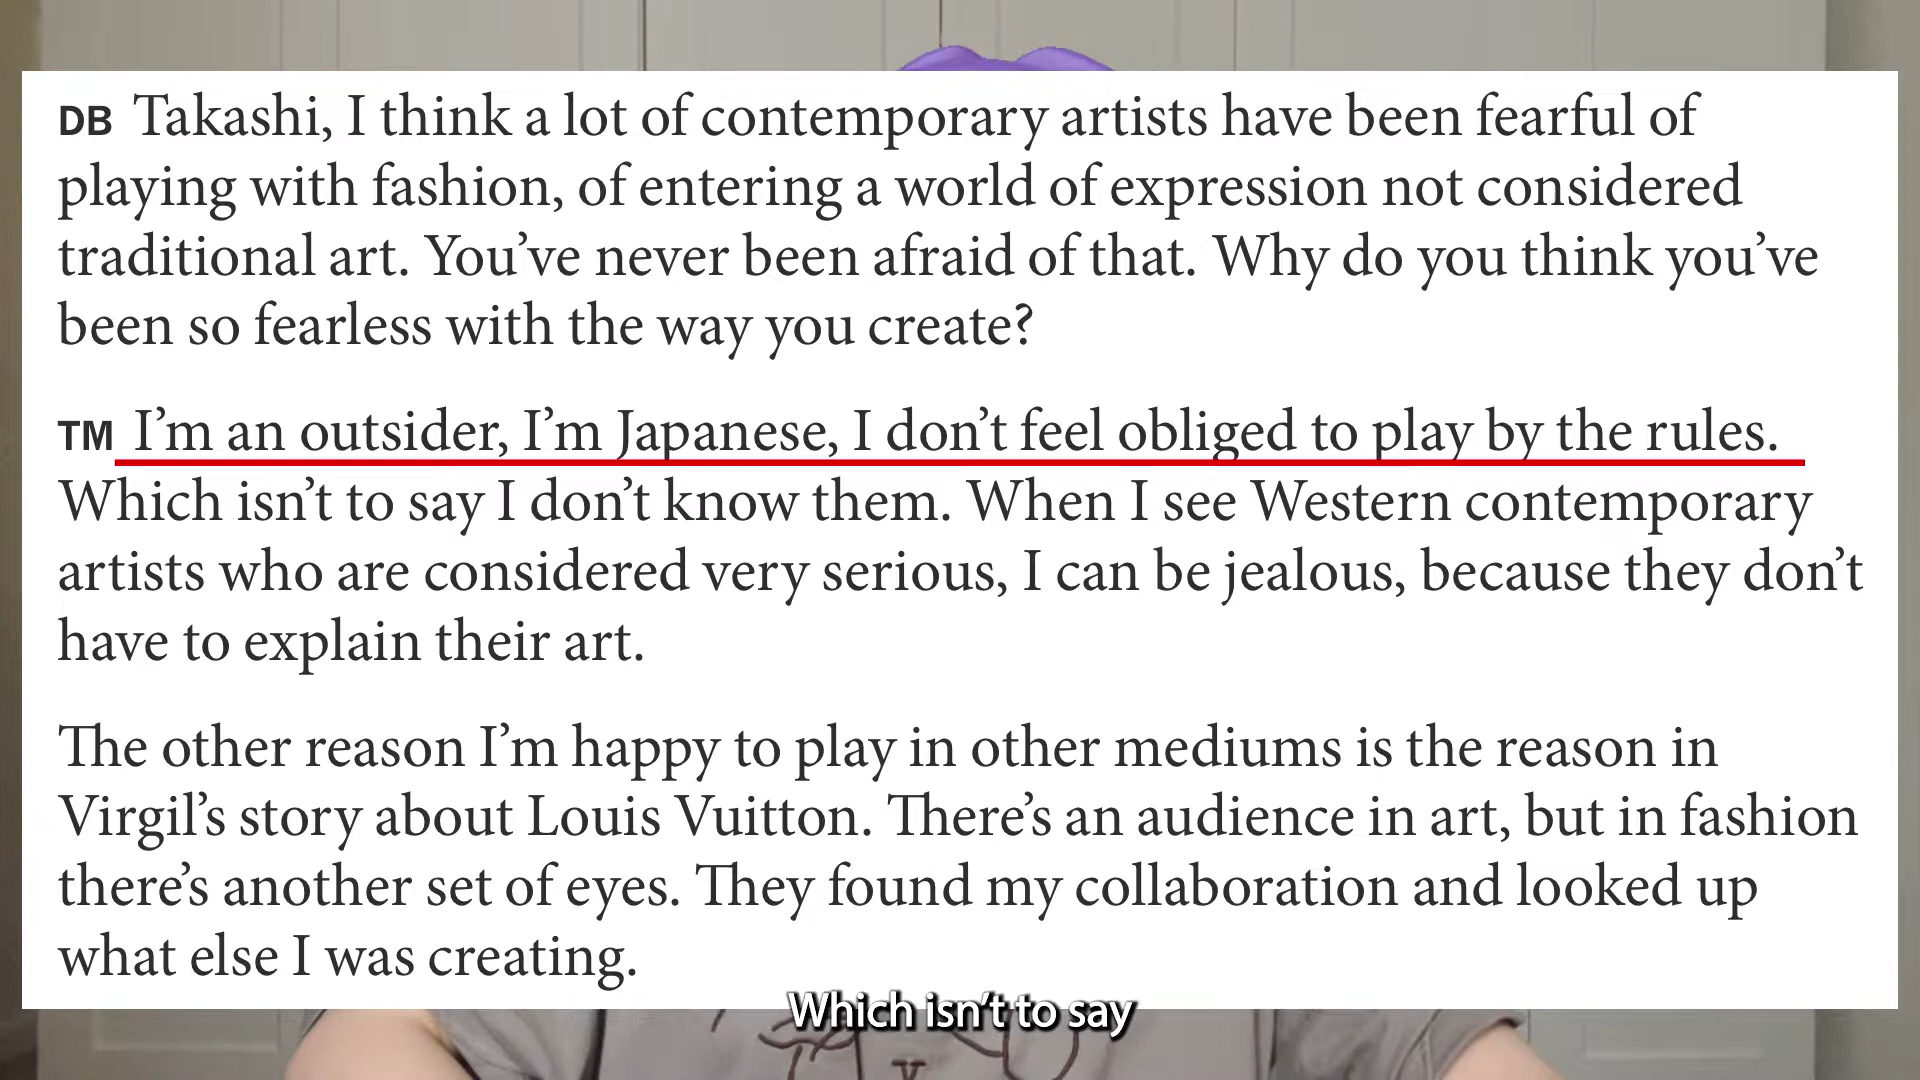 DB Takashi, I think a lot of contemporary artists have been fearful of
playing with fashion, of entering a world of expression not considered
traditional art. You’ve never been afraid of that. Why do you think you’ve
been so fearless with the way you create?
TM I’m an outsider, I’m Japanese, I don’t feel obliged to play by the rules.
Which isn’t to say I don’t know them. When I see Western contemporary
artists who are considered very serious, I can be jealous, because they don’t
have to explain their art.
The other reason I’m happy to play in other mediums is the reason in
Virgil’s story about Louis Vuitton. There’s an audience in art, but in fashion
there’s another set of eyes. They found my collaboration and looked up
what else I was creating.
Which isn’t to say